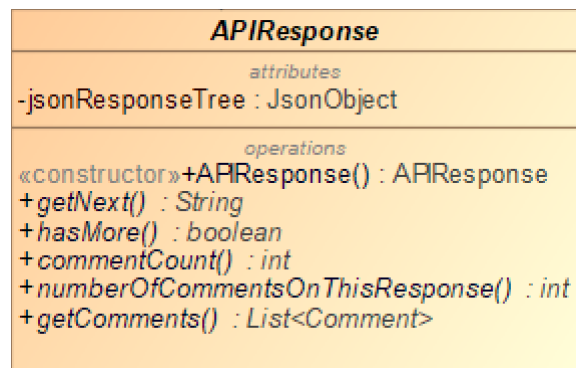 APIResponse
attributes
-jsonResponseTree : JsonObject
operations
«constructor»+APIResponse() : APIResponse
+getNext() : String
+hasMore() : boolean
+commentCount() : int
+numberOfCommentsOnThisResponse() : int
+getComments() : List<Comment>